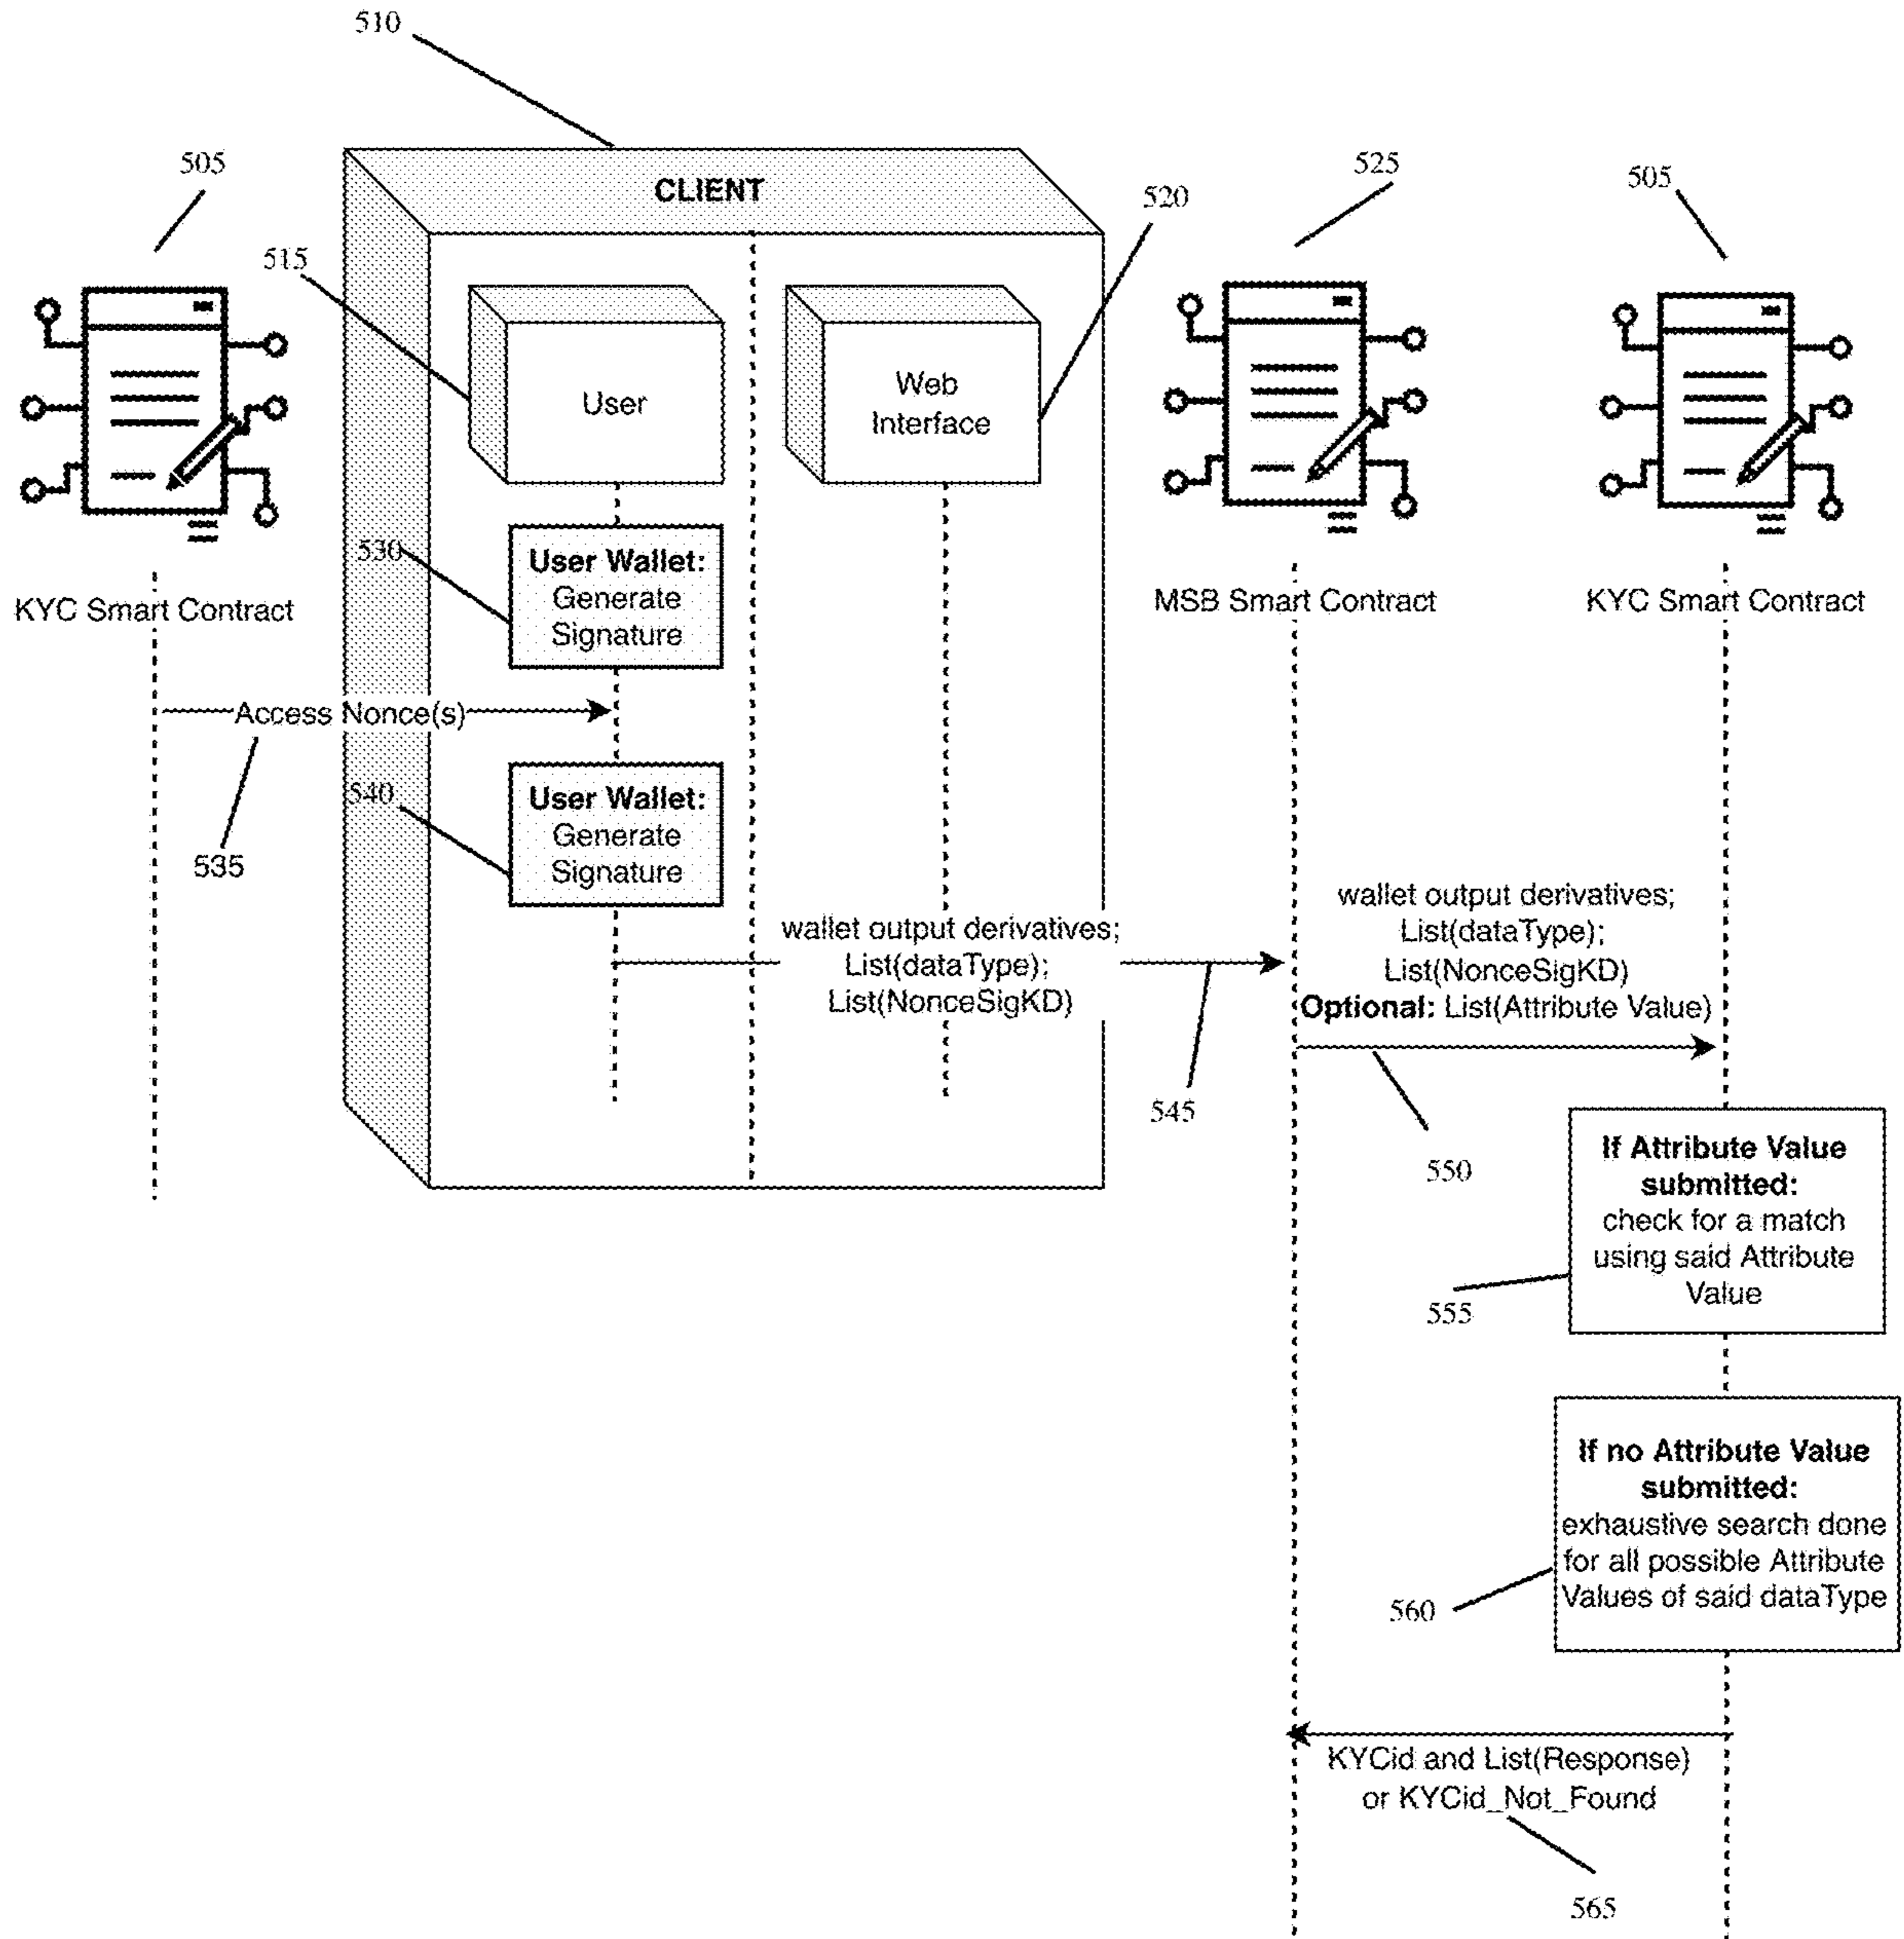 510
505
CLIENT
525
505
520
515
User
Web
Interface
530
User Wallet:
Generate
Signature
KYC Smart Contract
MSB Smart Contract
KYC Smart Contract
Access Nonce(s)
535
540
User Wallet:
Generate
Signature
wallet output derivatives;
List(dataType);
List(NonceSigKD)
545
wallet output derivatives;
List(dataType);
List(NonceSigKD)
Optional: List(Attribute Value)
550
If Attribute Value
submitted:
check for a match
using said Attribute
Value
555
If no Attribute Value
submitted:
exhaustive search done
for all possible Attribute
Values of said dataType
560
KYCid and List(Response)
or KYCid_Not_Found
565